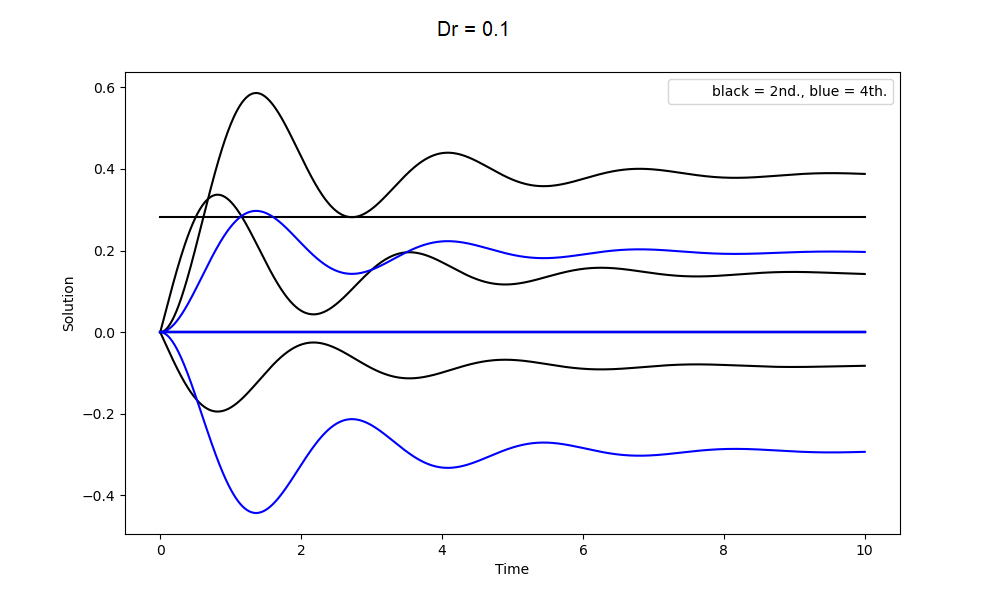 Dr = 0.1
black = 2nd., blue = 4th.
0.6
0.4
0.2
0.0
−0.2
−0.4
Solution
0 2 4 6 8 10
Time